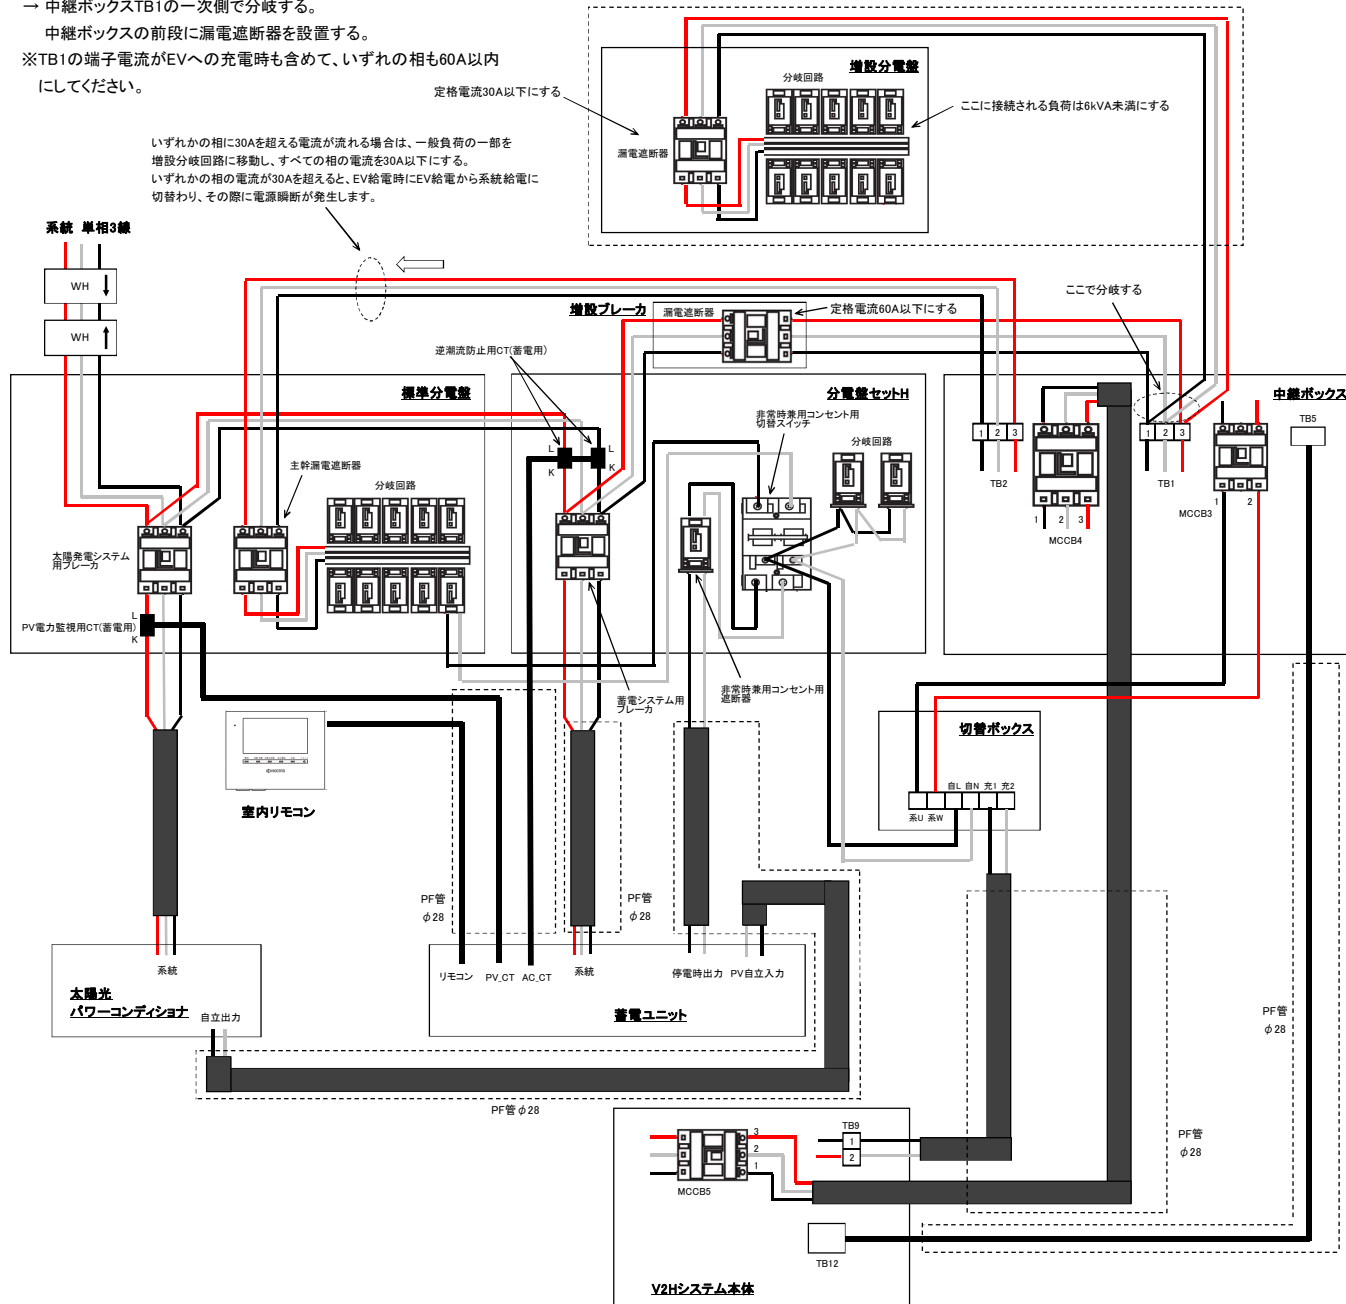 → 中継ボックスTB1の一次側で分岐する。
中継ボックスの前段に漏電遮断器を設置する。
※TB1の端子電流がEVへの充電時も含めて、いずれの相も60A以内
にしてください。
増設分電盤
分岐回路
定格電流30A以下にする
ここに接続される負荷は6kVA未満にする
漏電遮断器
いずれかの相に30Aを超える電流が流れる場合は、一般負荷の一部を
増設分岐回路に移動し、すべての相の電流を30A以下にする。
いずれかの相の電流が30Aを超えると、EV給電時にEV給電から系統給電に
切替わり、その際に電源瞬断が発生します。
系統 単相3線
WH
WH
増設ブレーカ
漏電遮断器
定格電流60A以下にする
ここで分岐する
逆潮流防止用CT(蓄電用)
標準分電盤
分電盤セットH
中継ボックス
非常時兼用コンセント用
切替スイッチ
分岐回路
TB5
1 2 3
TB2
1 2 3
TB1
L
K
L
K
主幹漏電遮断器
分岐回路
太陽発電システム
用ブレーカ
1 2 3
MCCB4
MCCB3
1 2
PV電力監視用CT(蓄電用)
L
K
蓄電システム用
ブレーカ
非常時兼用コンセント用
遮断器
切替ボックス
自L 自N 充1 充2
系U 系W
KYOCERA
室内リモコン
PF管
φ28
PF管
φ28
系統
太陽光
パワーコンディショナ
自立出力
リモコン PV_CT AC_CT 系統 停電時出力 PV自立入力
蓄電ユニット
PF管
φ28
PF管φ28
PF管
φ28
3
2
1
MCCB5
TB9
1
2
TB12
V2Hシステム本体